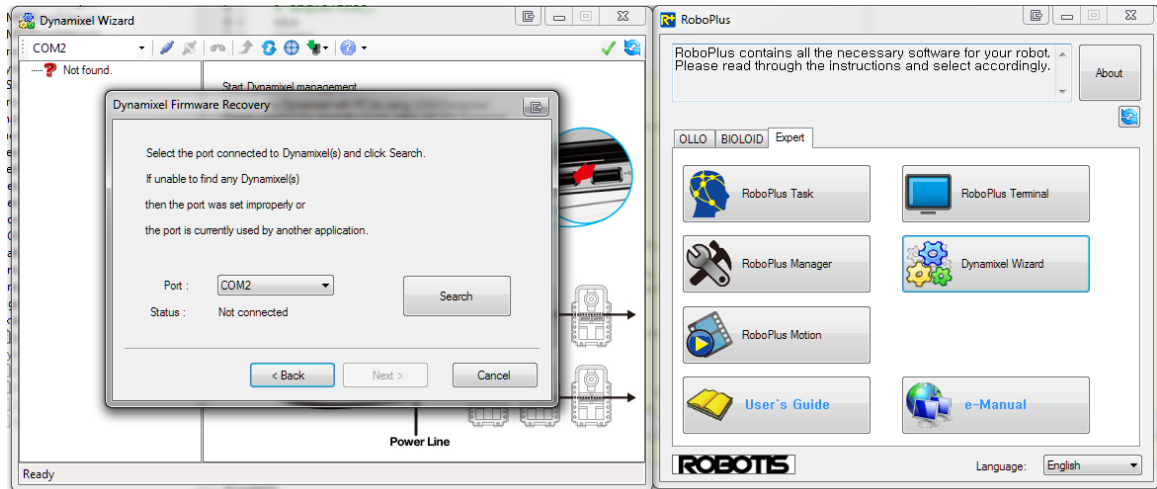 Dynamixel Wizard
COM2
Not found.
Start Dynamixel management
Dynamixel Firmware Recovery
Select the port connected to Dynamixel(s) and click Search.
If unable to find any Dynamixel(s)
then the port was set improperly or
the port is currently used by another application.
Port :
COM2
Search
Status :
Not connected
< Back
Next >
Cancel
Power Line
Ready
RoboPlus
RoboPlus contains all the necessary software for your robot.
Please read through the instructions and select accordingly.
About
OLLO
BIOLOID
Expert
RoboPlus Task
RoboPlus Terminal
RoboPlus Manager
Dynamixel Wizard
RoboPlus Motion
User's Guide
e-Manual
ROBOTIS
Language:
English